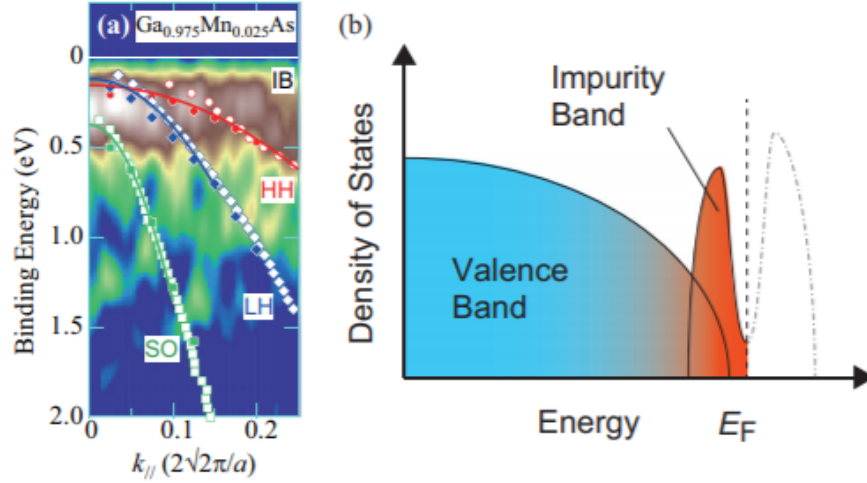 (a) Ga0.975Mn0.025As
IB
HH
LH
SO
0
0.5
1.0
1.5
2.0
Binding Energy (eV)
0 0.1 0.2
k// (2√2π/a)
(b)
Impurity
Band
Valence
Band
Density of States
Energy
EF